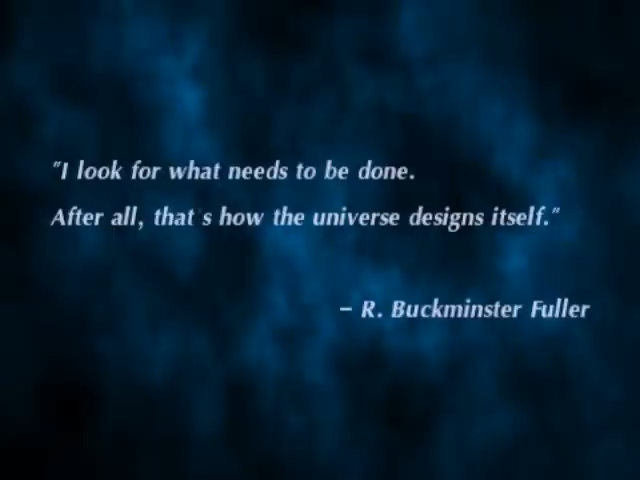 "I look for what needs to be done.
After all, that s how the universe designs itself."
– R. Buckminster Fuller